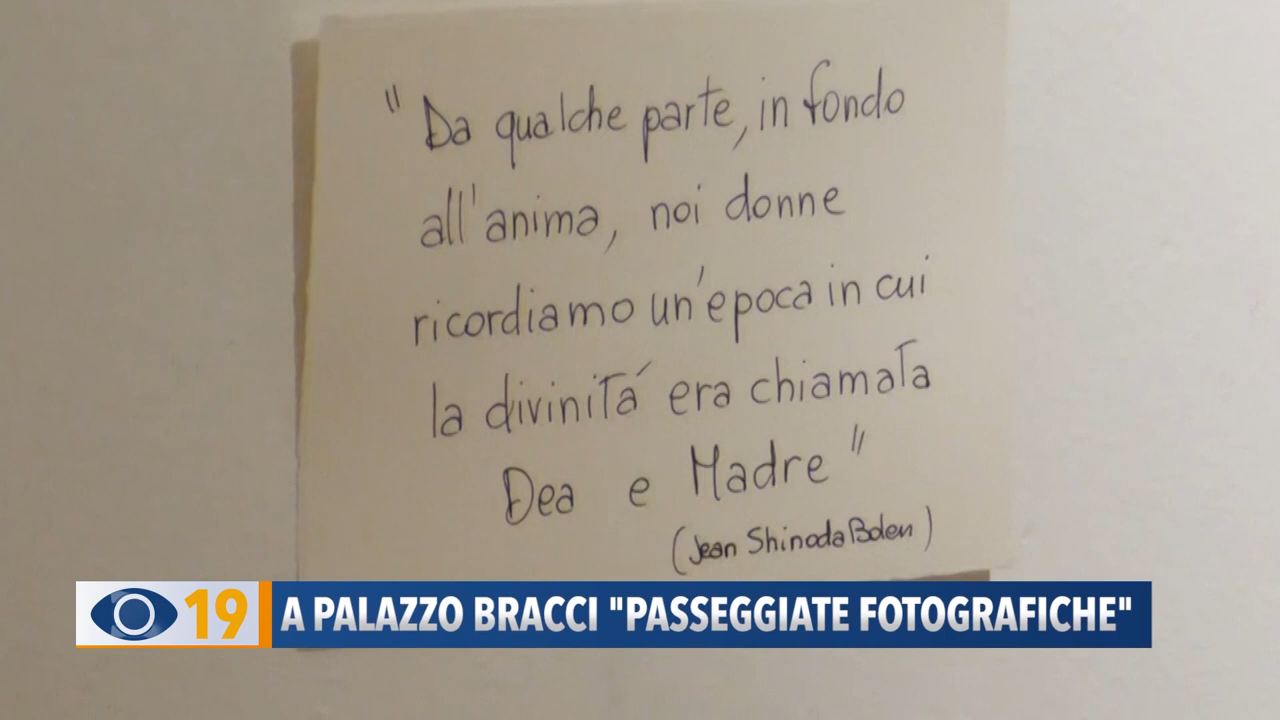 " Da qualche parte, in fondo
all'anima, noi donne
ricordiamo un'epoca in cui
la divinitá era chiamata
Dea e Madre "
(Jean Shinoda Bolen)
19 A PALAZZO BRACCI "PASSEGGIATE FOTOGRAFICHE"